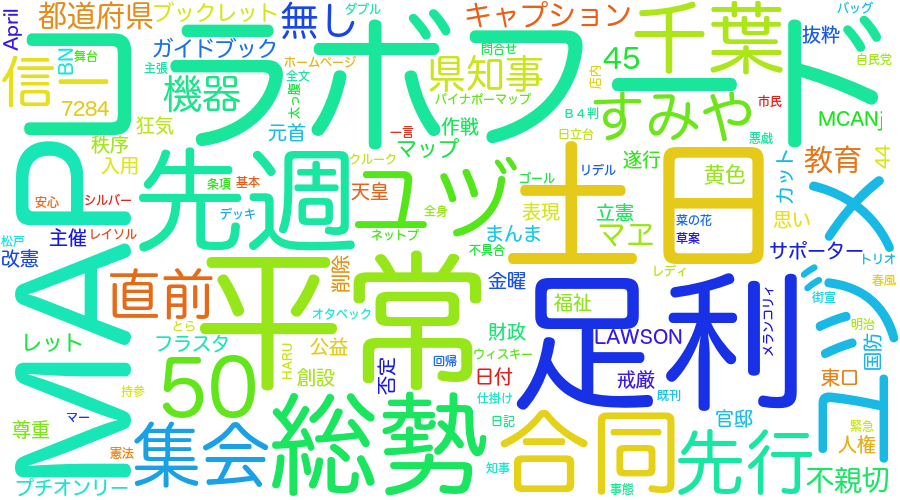 April
都道府県
ブックレット
ダブル
無し
キャプション
千葉
バッグ
ガイドブック
ホームページ
問合せ
45
抜粋
自民党
BN
舞台
主張
全文
県知事
店内
ード
信一
7284
機器
太っ腹
パイナポーマップ
すみや
MCANj
ラボフ
狂気
元首
一言
作戦
B4判
市民
秩序
マップ
日立台
悪戯
44
入用
クルーク
遂行
カット
教育
MAPD
先週
条項
基本
天皇
ユヅ
ゴール
土日
リデル
黄色
安心
シルバー
デッキ
全身
表現
立憲
菜の花
思い
松戸
主催
レイソル
ネットプ
まんま
マヱ
草案
ユヅメ
改憲
不具合
サポーター
トリオ
直前
削除
平常
金曜
レディ
春風
足利
福祉
街宣
メランコリィ
とら
オタペック
財政
LAWSON
明治
国防
レット
フラスタ
HARU
公益
否定
回帰
ウィスキー
50
創設
日付
戒厳
東口
持参
仕掛け
既刊
尊重
マー
総勢
日記
合同
官邸
緊急
人権
憲法
集会
知事
先行
不親切
プチオンリー
事態